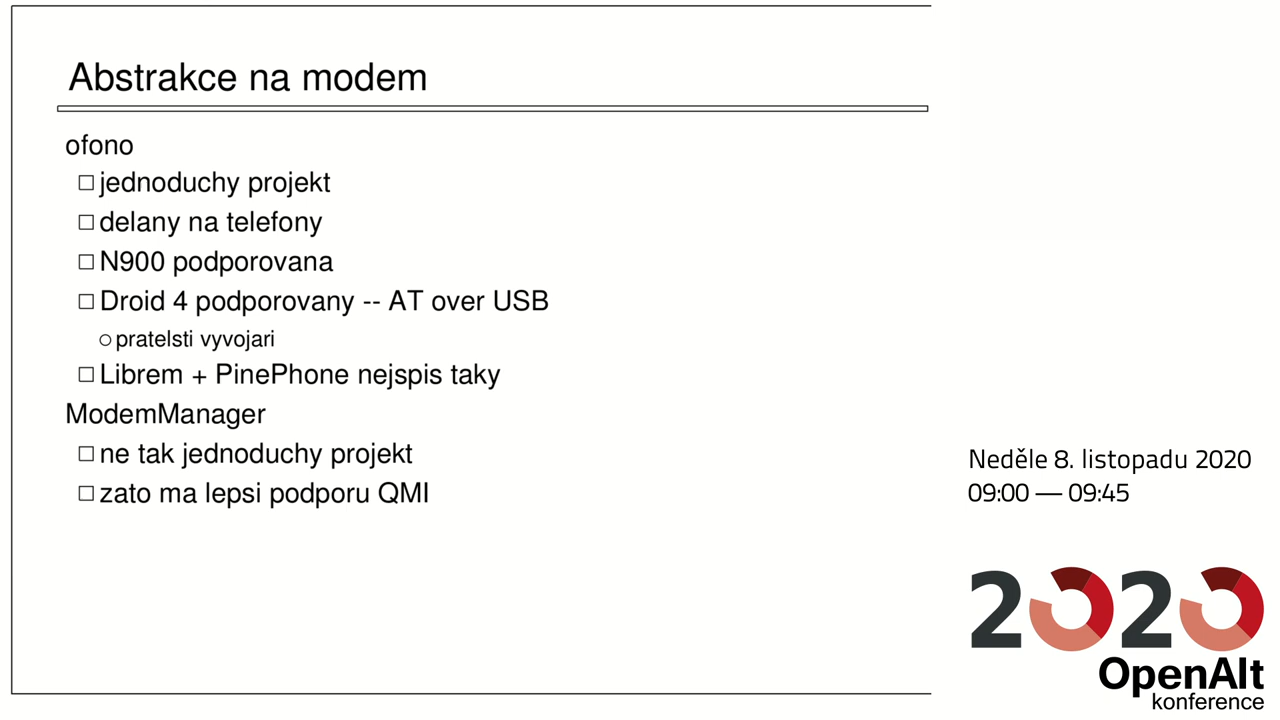 Abstrakce na modem
ofono
jednoduchy projekt
delany na telefony
N900 podporovana
Droid 4 podporovany -- AT over USB
pratelsti vyvojari
Librem + PinePhone nejspis taky
ModemManager
ne tak jednoduchy projekt
zato ma lepsi podporu QMI
Neděle 8. listopadu 2020
09:00 — 09:45
2020
OpenAlt
konference